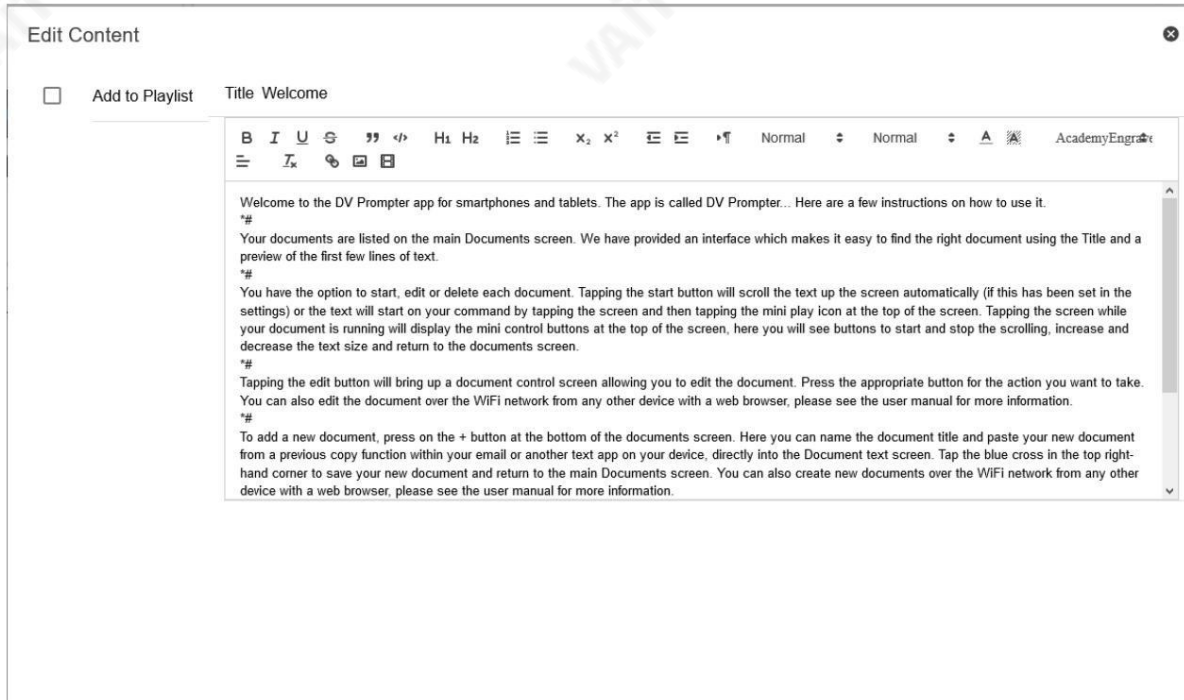 Edit Content
Add to Playlist
Title Welcome
B I U S ” </> H1 H2 X2 X² Normal Normal A A
Tx
Welcome to the DV Prompter app for smartphones and tablets. The app is called DV Prompter... Here are a few instructions on how to use it.
*#
Your documents are listed on the main Documents screen. We have provided an interface which makes it easy to find the right document using the Title and a
preview of the first few lines of text.
*#
You have the option to start, edit or delete each document. Tapping the start button will scroll the text up the screen automatically (if this has been set in the
settings) or the text will start on your command by tapping the screen and then tapping the mini play icon at the top of the screen. Tapping the screen while
your document is running will display the mini control buttons at the top of the screen, here you will see buttons to start and stop the scrolling, increase and
decrease the text size and return to the documents screen.
*#
Tapping the edit button will bring up a document control screen allowing you to edit the document. Press the appropriate button for the action you want to take.
You can also edit the document over the WiFi network from any other device with a web browser, please see the user manual for more information.
*#
To add a new document, press on the + button at the bottom of the documents screen. Here you can name the document title and paste your new document
from a previous copy function within your email or another text app on your device, directly into the Document text screen. Tap the blue cross in the top right-
hand corner to save your new document and return to the main Documents screen. You can also create new documents over the WiFi network from any other
device with a web browser, please see the user manual for more information.